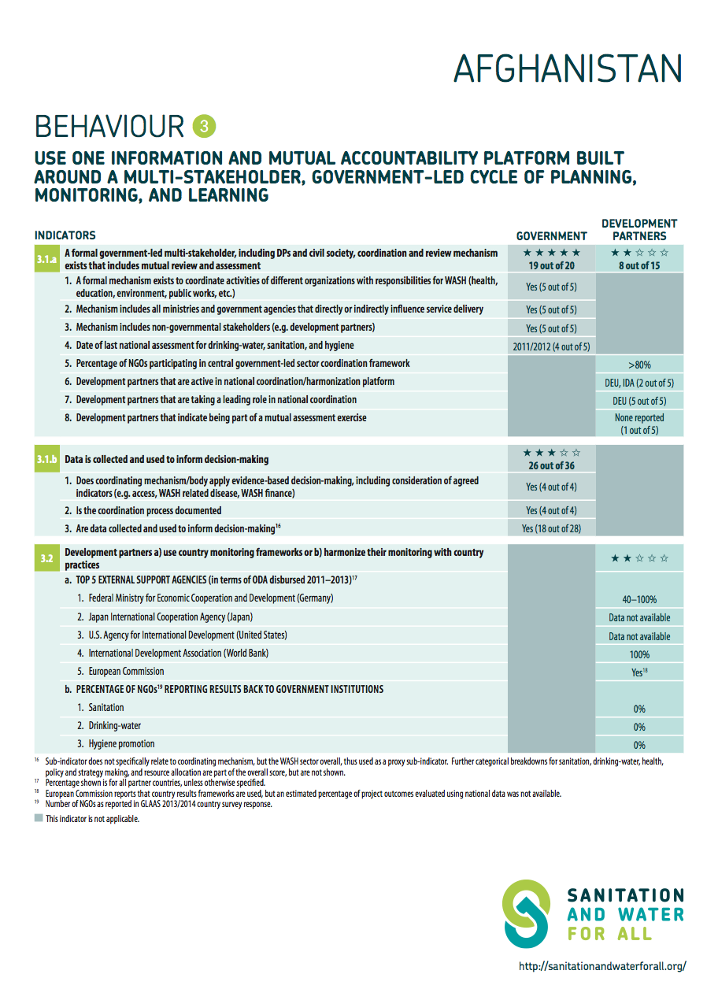 AFGHANISTAN
BEHAVIOUR 3
USE ONE INFORMATION AND MUTUAL ACCOUNTABILITY PLATFORM BUILT
AROUND A MULTI-STAKEHOLDER, GOVERNMENT-LED CYCLE OF PLANNING,
MONITORING, AND LEARNING
INDICATORS
GOVERNMENT
DEVELOPMENT
PARTNERS
3.1.a
A formal government-led multi-stakeholder, including DPs and civil society, coordination and review mechanism
exists that includes mutual review and assessment
★ ★ ★ ★ ★
19 out of 20
★ ★ ☆ ☆ ☆
8 out of 15
1. A formal mechanism exists to coordinate activities of different organizations with responsibilities for WASH (health,
education, environment, public works, etc.)
Yes (5 out of 5)
2. Mechanism includes all ministries and government agencies that directly or indirectly influence service delivery
Yes (5 out of 5)
3. Mechanism includes non-governmental stakeholders (e.g. development partners)
Yes (5 out of 5)
4. Date of last national assessment for drinking-water, sanitation, and hygiene
2011/2012 (4 out of 5)
5. Percentage of NGOs participating in central government-led sector coordination framework
>80%
6. Development partners that are active in national coordination/harmonization platform
DEU, IDA (2 out of 5)
7. Development partners that are taking a leading role in national coordination
DEU (5 out of 5)
8. Development partners that indicate being part of a mutual assessment exercise
None reported
(1 out of 5)
3.1.b
Data is collected and used to inform decision-making
★ ★ ★ ☆ ☆
26 out of 36
1. Does coordinating mechanism/body apply evidence-based decision-making, including consideration of agreed
indicators (e.g. access, WASH related disease, WASH finance)
Yes (4 out of 4)
2. Is the coordination process documented
Yes (4 out of 4)
3. Are data collected and used to inform decision-making16
Yes (18 out of 28)
3.2
Development partners a) use country monitoring frameworks or b) harmonize their monitoring with country
practices
★ ★ ☆ ☆ ☆
a. TOP 5 EXTERNAL SUPPORT AGENCIES (in terms of ODA disbursed 2011–2013)17
1. Federal Ministry for Economic Cooperation and Development (Germany)
40–100%
2. Japan International Cooperation Agency (Japan)
Data not available
3. U.S. Agency for International Development (United States)
Data not available
4. International Development Association (World Bank)
100%
5. European Commission
Yes18
b. PERCENTAGE OF NGOs19 REPORTING RESULTS BACK TO GOVERNMENT INSTITUTIONS
1. Sanitation
0%
2. Drinking-water
0%
3. Hygiene promotion
0%
16 Sub-indicator does not specifically relate to coordinating mechanism, but the WASH sector overall, thus used as a proxy sub-indicator. Further categorical breakdowns for sanitation, drinking-water, health,
policy and strategy making, and resource allocation are part of the overall score, but are not shown.
17 Percentage shown is for all partner countries, unless otherwise specified.
18 European Commission reports that country results frameworks are used, but an estimated percentage of project outcomes evaluated using national data was not available.
19 Number of NGOs as reported in GLAAS 2013/2014 country survey response.
This indicator is not applicable.
SANITATION
AND WATER
FOR ALL
http://sanitationandwaterforall.org/